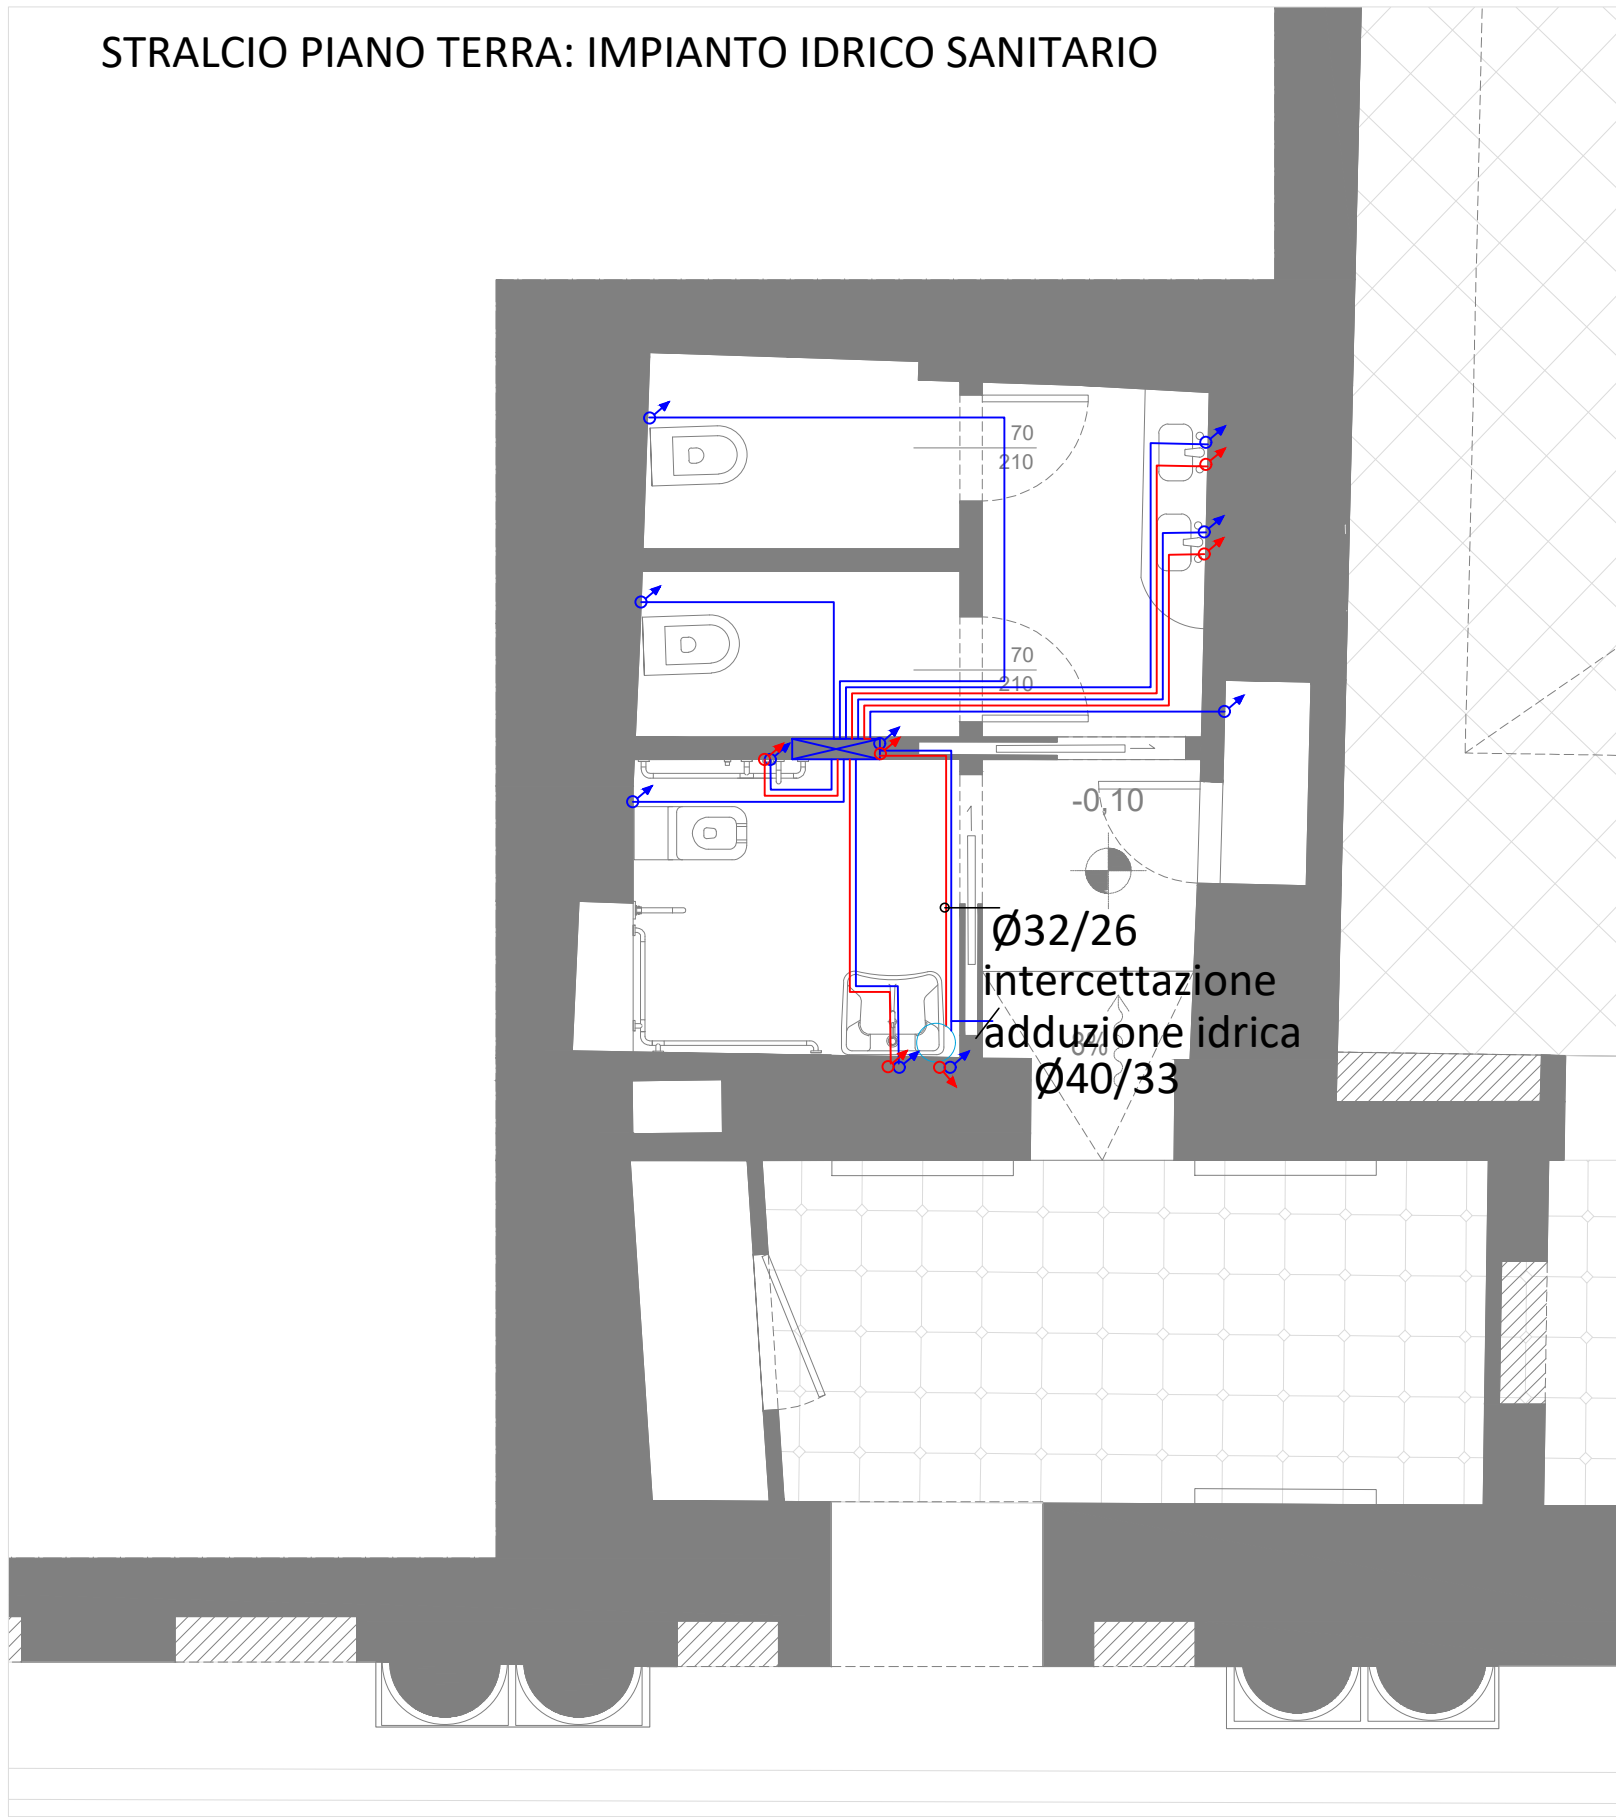 STRALCIO PIANO TERRA: IMPIANTO IDRICO SANITARIO
70
210
70
210
-0,10
Ø32/26
intercettazione
adduzione idrica
8%
Ø40/33